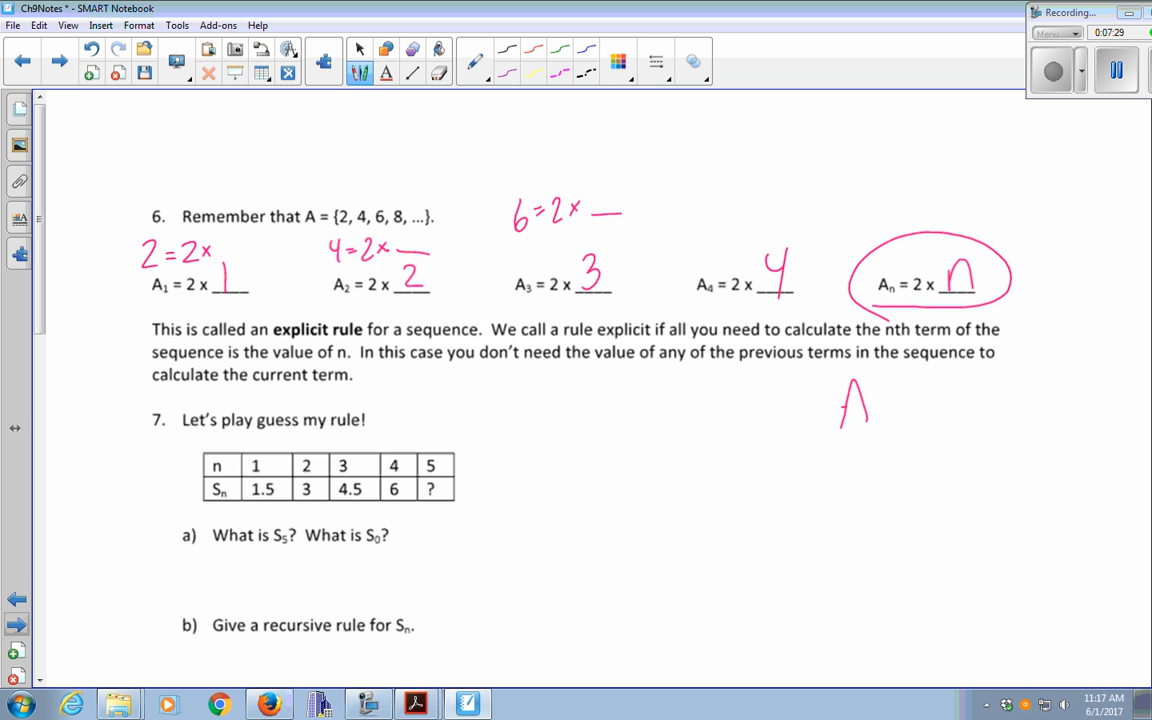 Ch9Notes * - SMART Notebook
Recording...
File Edit View Insert Format Tools Add-ons Help
Menu
0:07:29
6. Remember that A = {2, 4, 6, 8, ...}.
6 = 2 x __
2 = 2 x
4 = 2 x __
A₁ = 2 x 1
A₂ = 2 x 2
A₃ = 2 x 3
A₄ = 2 x 4
Aₙ = 2 x n
This is called an explicit rule for a sequence. We call a rule explicit if all you need to calculate the nth term of the
sequence is the value of n. In this case you don't need the value of any of the previous terms in the sequence to
calculate the current term.
A
7. Let's play guess my rule!
n 1 2 3 4 5
Sₙ 1.5 3 4.5 6 ?
a) What is S₅? What is S₀?
b) Give a recursive rule for Sₙ.
11:17 AM
6/1/2017